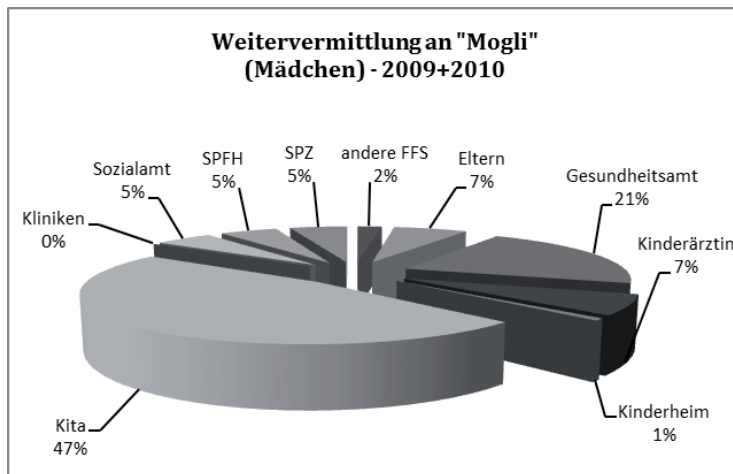 Weitervermittlung an "Mogli"
(Mädchen) - 2009+2010
andere FFS
2%
Eltern
7%
Gesundheitsamt
21%
Kinderärztin
7%
Kinderheim
1%
Kita
47%
Kliniken
0%
Sozialamt
5%
SPFH
5%
SPZ
5%